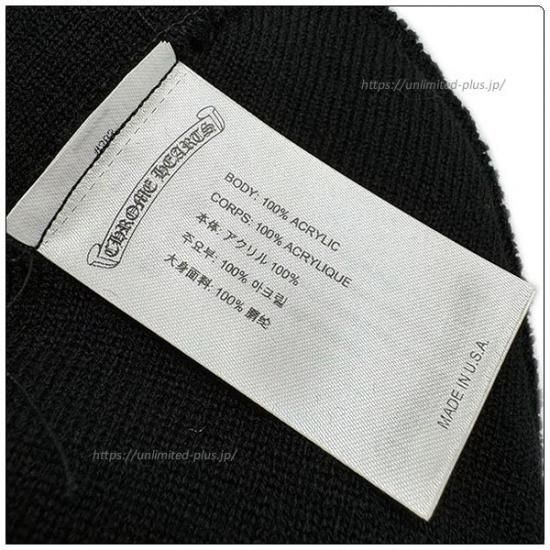 https://unlimited-plus.jp/
CHROME HEARTS
BODY: 100% ACRYLIC
CORPS: 100% ACRYLIQUE
本体: アクリル 100%
주요부: 100% 아크릴
大身面料: 100% 腈纶
MADE IN U.S.A.
https://unlimited-plus.jp/